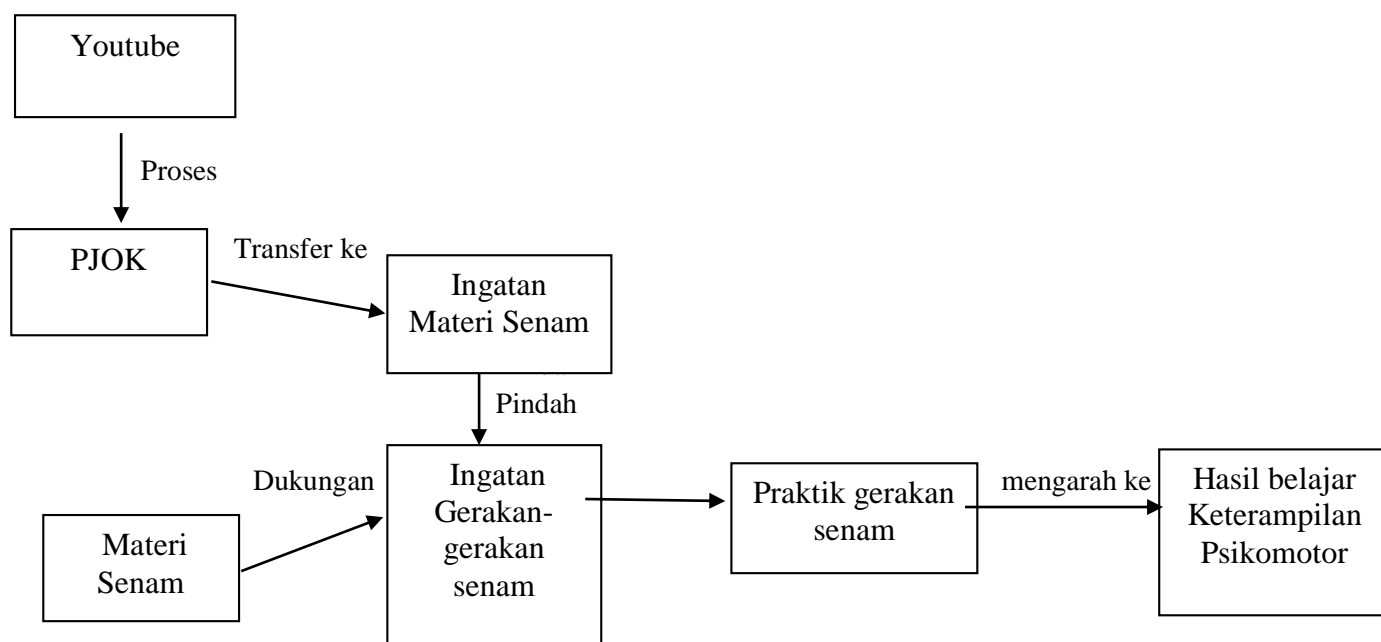 Youtube
Proses
PJOK
Transfer ke
Ingatan
Materi Senam
Pindah
Dukungan
Materi
Senam
Ingatan
Gerakan-
gerakan
senam
Praktik gerakan
senam
mengarah ke
Hasil belajar
Keterampilan
Psikomotor